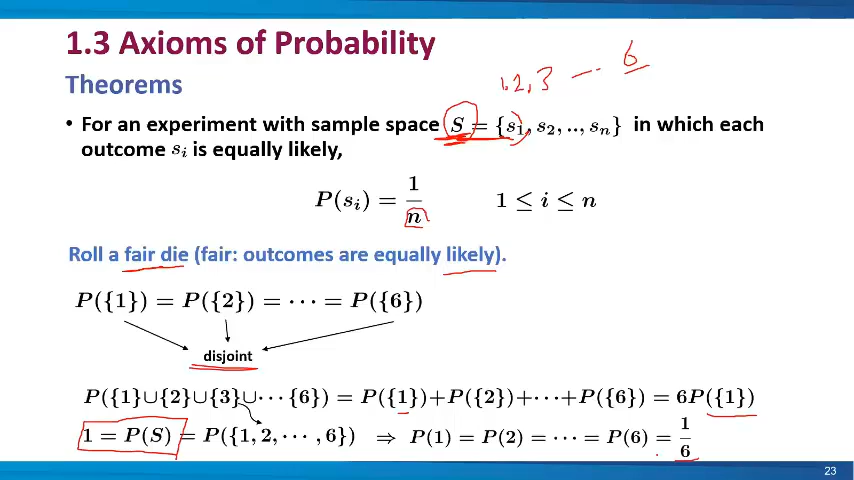 1.3 Axioms of Probability
Theorems
1,2,3 --- 6
• For an experiment with sample space S = {s₁, s₂, .., sₙ} in which each
outcome sᵢ is equally likely,
P(sᵢ) = 1/n 1 ≤ i ≤ n
Roll a fair die (fair: outcomes are equally likely).
P({1}) = P({2}) = ··· = P({6})
disjoint
P({1}∪{2}∪{3}∪··· {6}) = P({1})+P({2})+···+P({6}) = 6P({1})
1 = P(S) = P({1, 2, ··· , 6}) ⇒ P(1) = P(2) = ··· = P(6) = 1/6
23